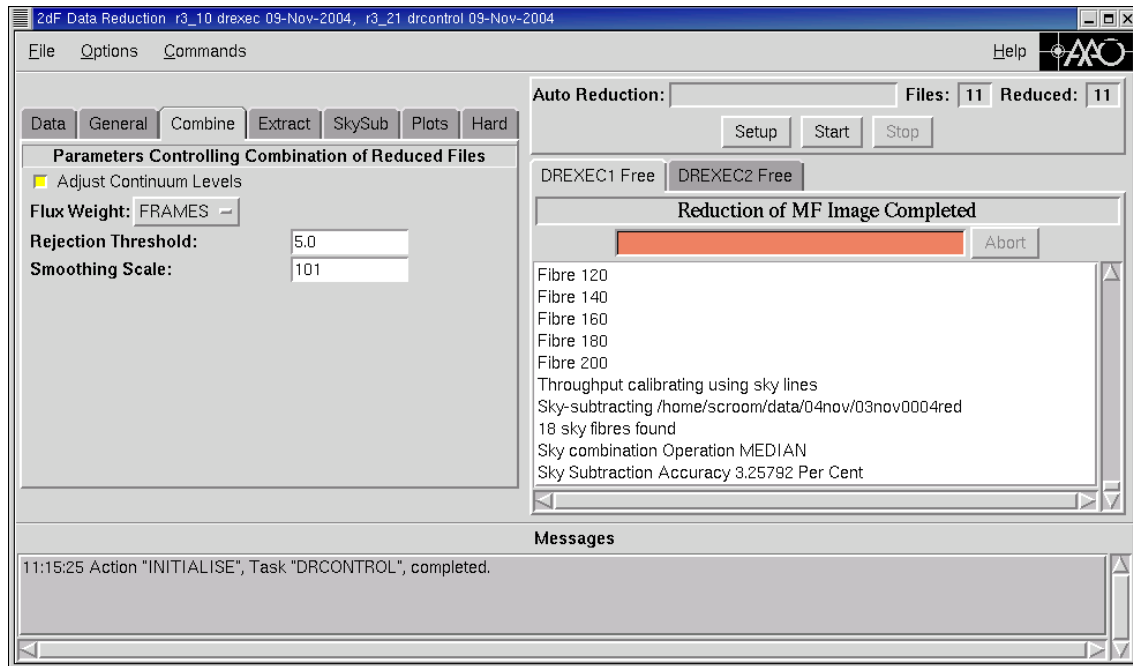 2dF Data Reduction r3_10 drexec 09-Nov-2004, r3_21 drcontrol 09-Nov-2004
File Options Commands Help AAO
Data General Combine Extract SkySub Plots Hard
Parameters Controlling Combination of Reduced Files
Adjust Continuum Levels
Flux Weight: FRAMES
Rejection Threshold: 5.0
Smoothing Scale: 101
Auto Reduction: Files: 11 Reduced: 11
Setup Start Stop
DREXEC1 Free DREXEC2 Free
Reduction of MF Image Completed
Abort
Fibre 120
Fibre 140
Fibre 160
Fibre 180
Fibre 200
Throughput calibrating using sky lines
Sky-subtracting /home/scroom/data/04nov/03nov0004red
18 sky fibres found
Sky combination Operation MEDIAN
Sky Subtraction Accuracy 3.25792 Per Cent
Messages
11:15:25 Action "INITIALISE", Task "DRCONTROL", completed.